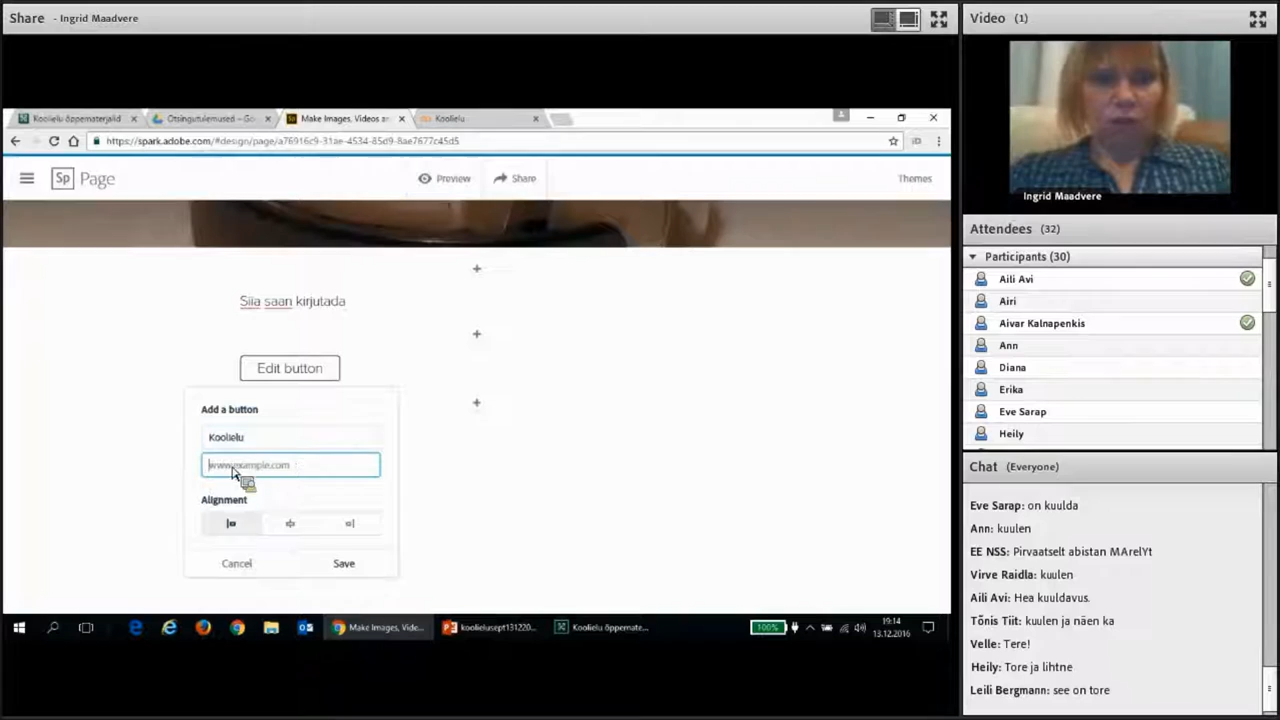 Share - Ingrid Maadvere
Koolielu õppematerjalid
Otsingutulemused – Go
Make Images, Videos a
Koolielu
https://spark.adobe.com/#design/page/a76916c9-31ae-4534-85d9-8ae7677c45d5
Sp Page
Preview
Share
Themes
Siia saan kirjutada
Edit button
Add a button
Koolielu
www.example.com
Alignment
Cancel
Save
Make Images, Vide...
koolielusept131220...
Koolielu õppemate...
100%
19:14
13.12.2016
Video (1)
Ingrid Maadvere
Attendees (32)
Participants (30)
Aili Avi
Airi
Aivar Kalnapenkis
Ann
Diana
Erika
Eve Sarap
Heily
Chat (Everyone)
Eve Sarap: on kuulda
Ann: kuulen
EE NSS: Pirvaatselt abistan MArelYt
Virve Raidla: kuulen
Aili Avi: Hea kuuldavus.
Tõnis Tiit: kuulen ja näen ka
Velle: Tere!
Heily: Tore ja lihtne
Leili Bergmann: see on tore